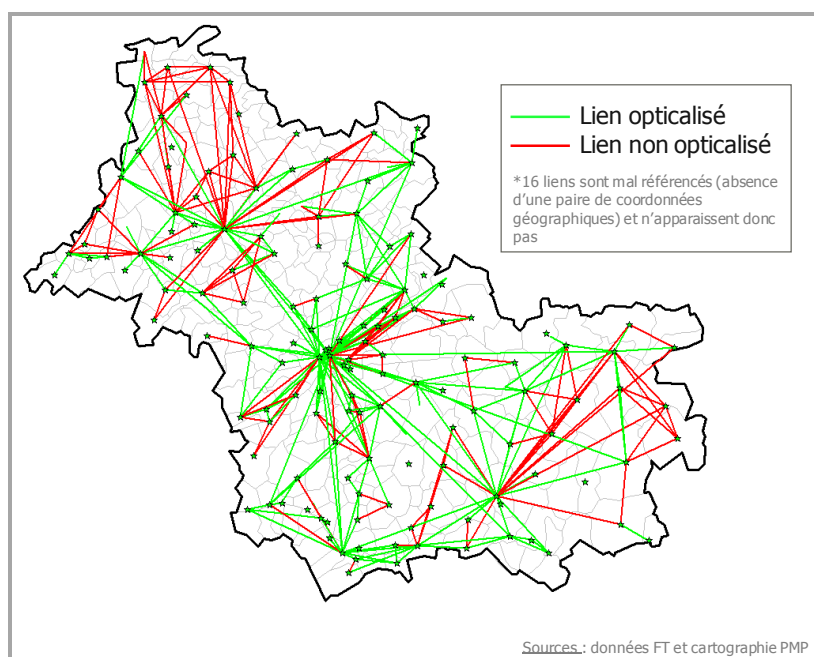 Lien opticalisé
Lien non opticalisé
*16 liens sont mal référencés (absence
d'une paire de coordonnées
géographiques) et n'apparaissent donc
pas
Sources : données FT et cartographie PMP